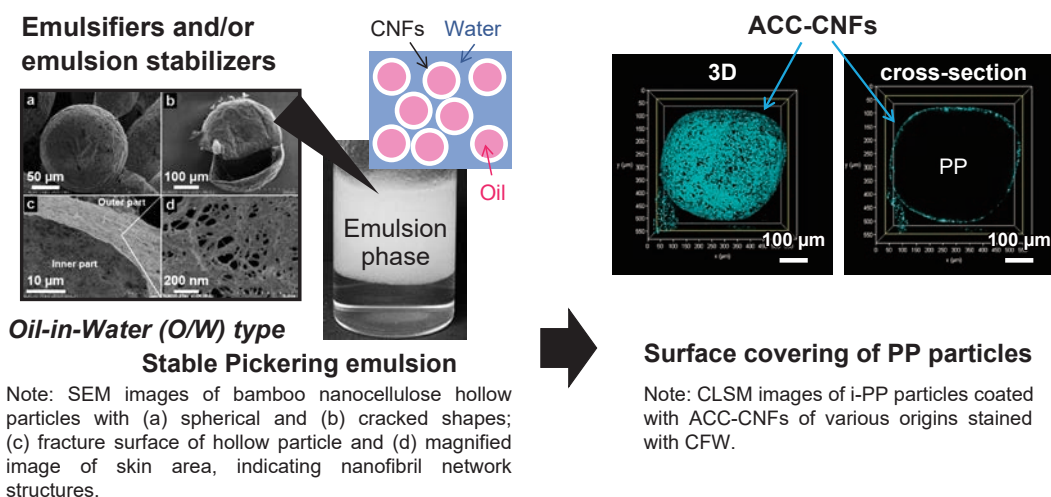 Emulsifiers and/or
emulsion stabilizers
CNFs
Water
Oil
a
50 μm
b
100 μm
c
Outer part
Inner part
10 μm
d
200 nm
Emulsion
phase
Oil-in-Water (O/W) type
Stable Pickering emulsion
Note: SEM images of bamboo nanocellulose hollow
particles with (a) spherical and (b) cracked shapes;
(c) fracture surface of hollow particle and (d) magnified
image of skin area, indicating nanofibril network
structures.
ACC-CNFs
3D
100 μm
cross-section
PP
100 μm
Surface covering of PP particles
Note: CLSM images of i-PP particles coated
with ACC-CNFs of various origins stained
with CFW.